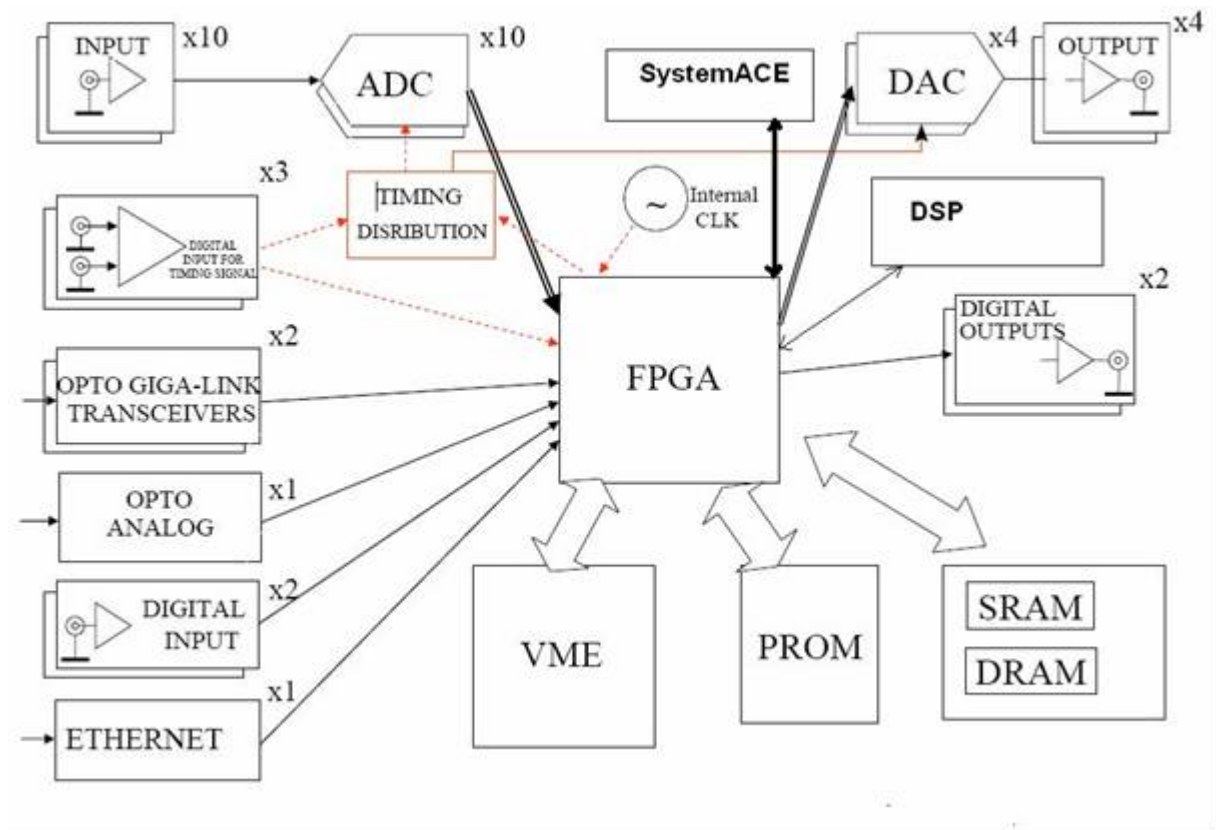 INPUT
x10
ADC
x10
SystemACE
DAC
x4
OUTPUT
x4
x3
DIGITAL
INPUT FOR
TIMING SIGNAL
TIMING
DISRIBUTION
~
Internal
CLK
DSP
x2
DIGITAL
OUTPUTS
x2
OPTO GIGA-LINK
TRANSCEIVERS
FPGA
x1
OPTO
ANALOG
x2
DIGITAL
INPUT
x1
ETHERNET
VME
PROM
SRAM
DRAM